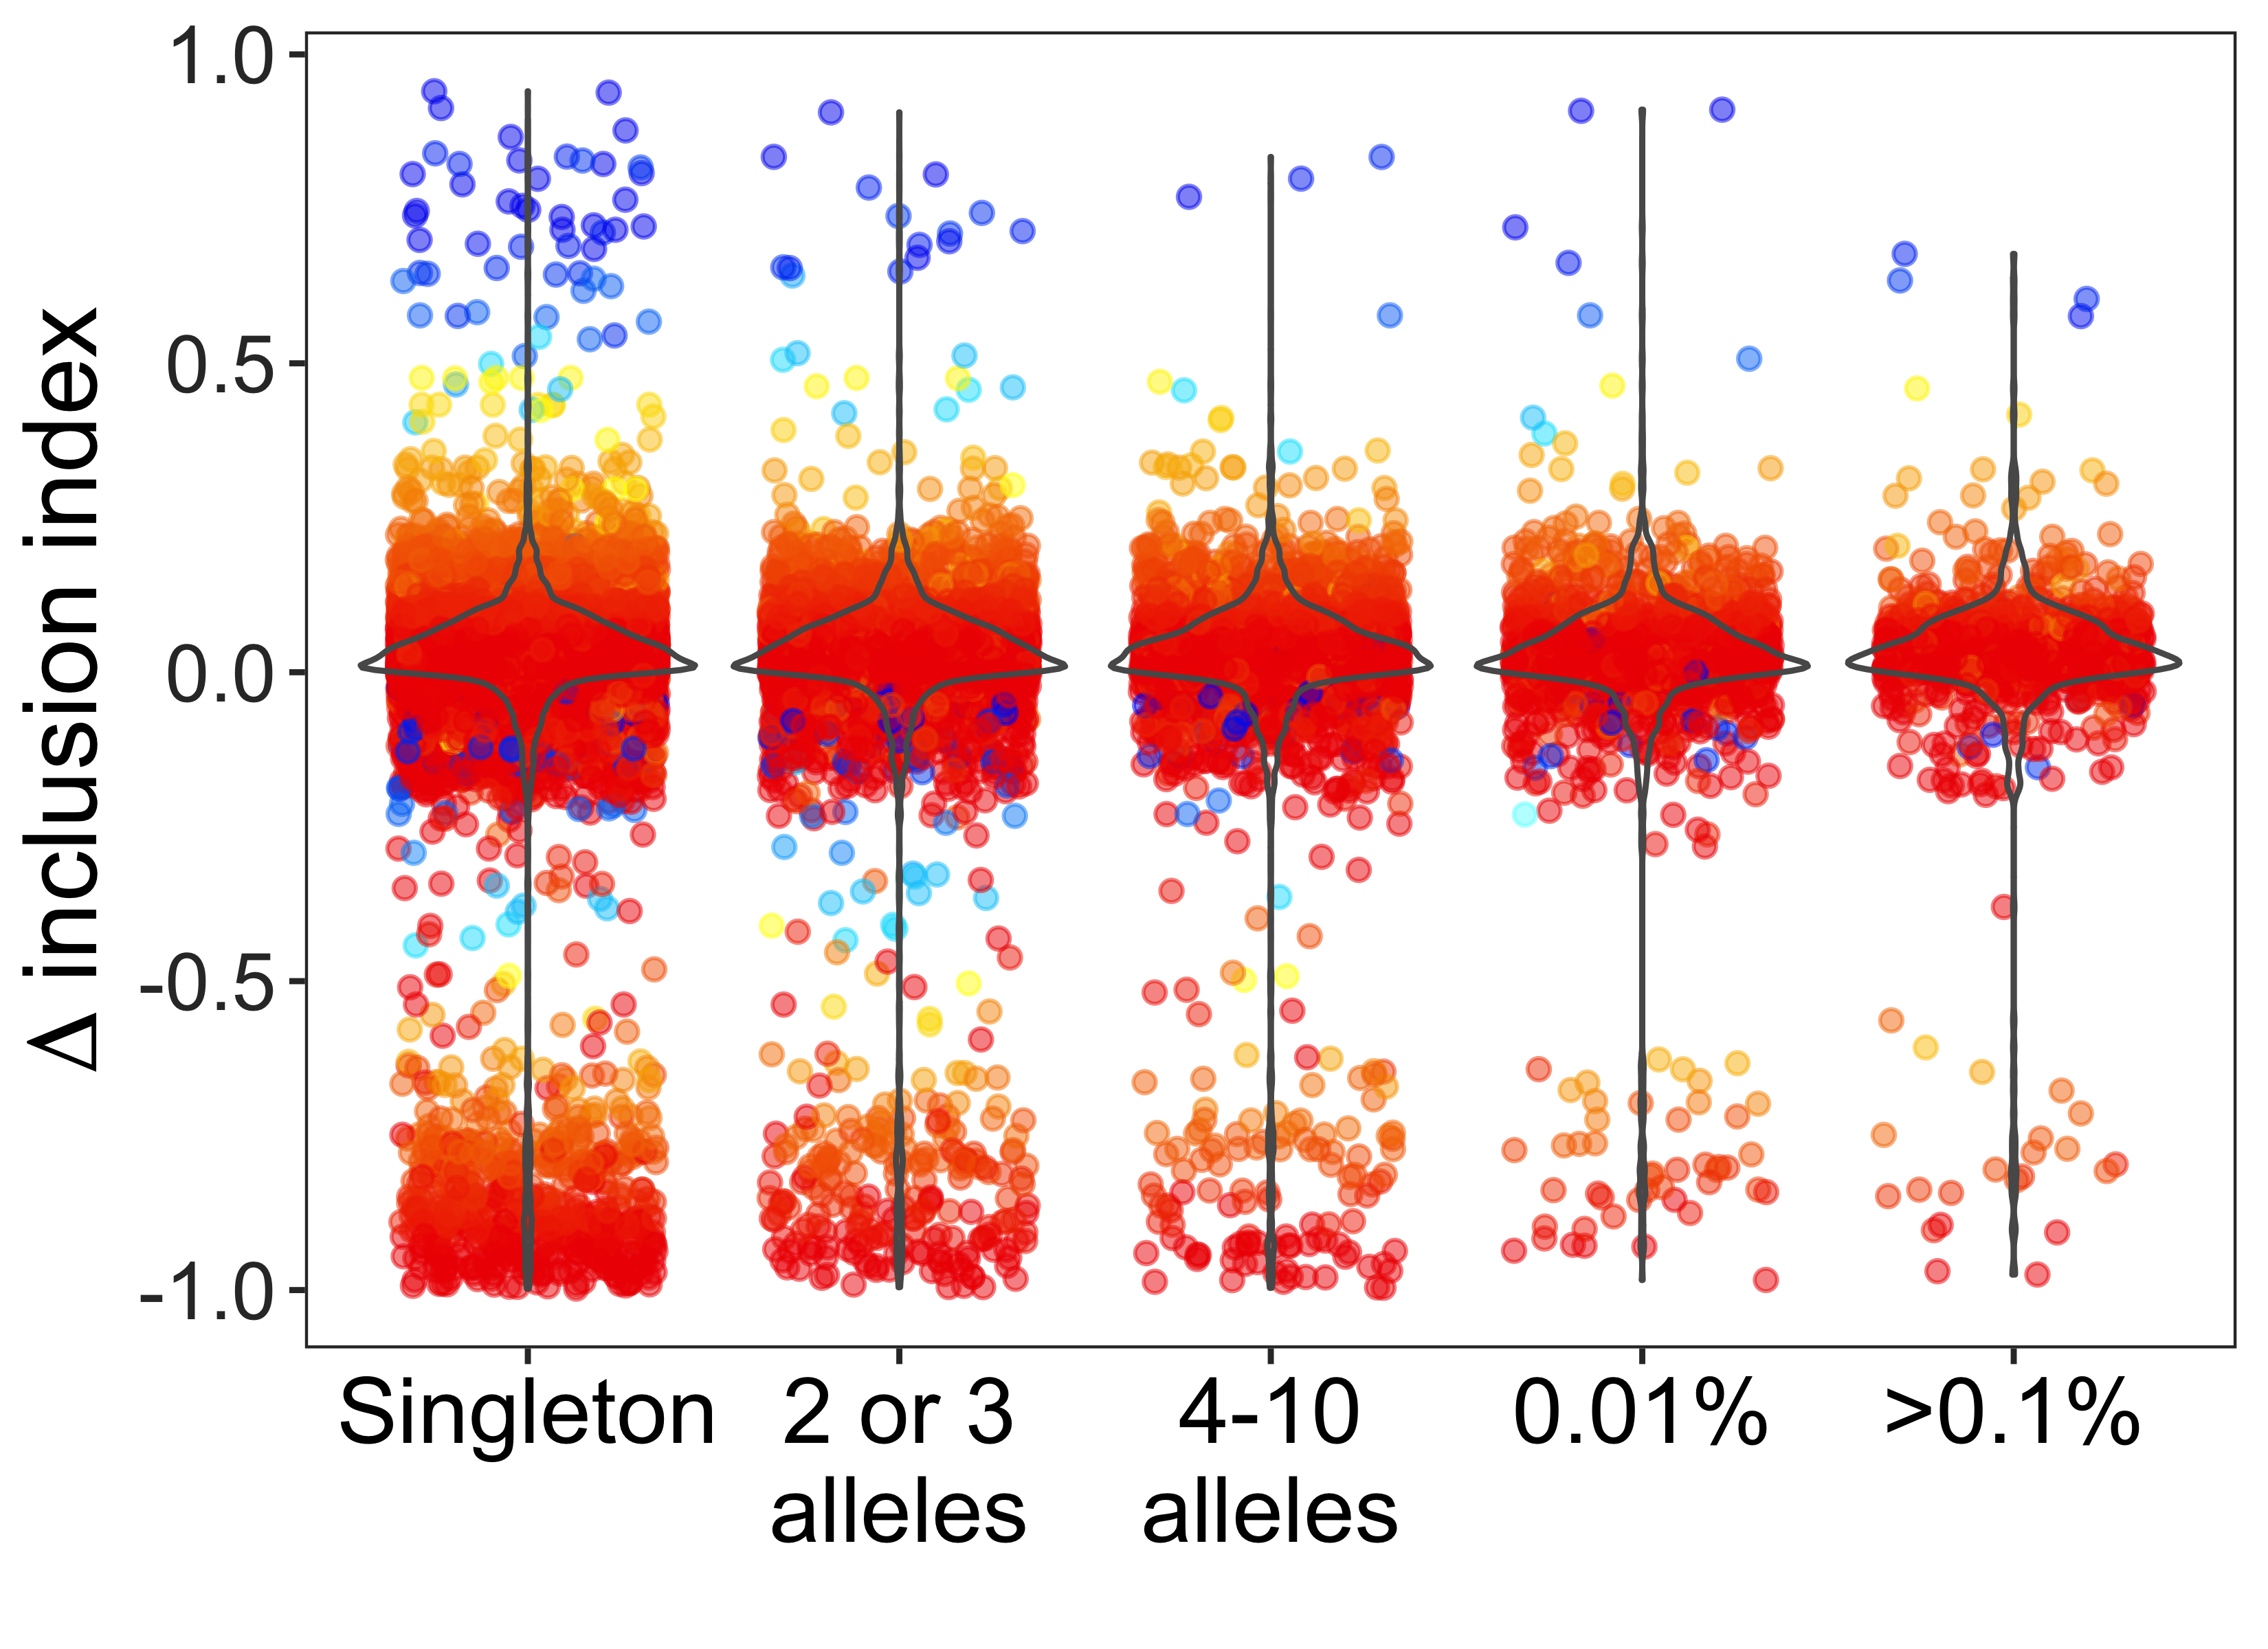 Δ inclusion index
1.0
0.5
0.0
-0.5
-1.0
Singleton
2 or 3
alleles
4-10
alleles
0.01%
>0.1%